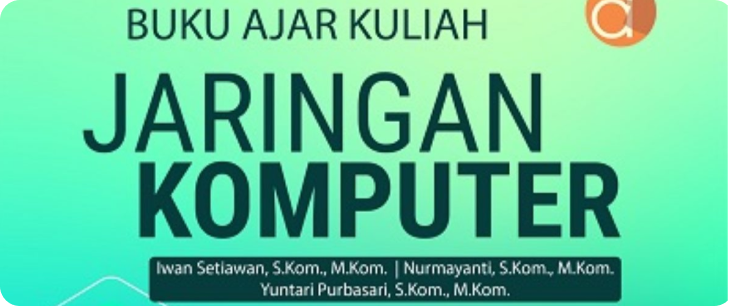 BUKU AJAR KULIAH
JARINGAN
KOMPUTER
Iwan Setiawan, S.Kom., M.Kom. | Nurmayanti, S.Kom., M.Kom.
Yuntari Purbasari, S.Kom., M.Kom.